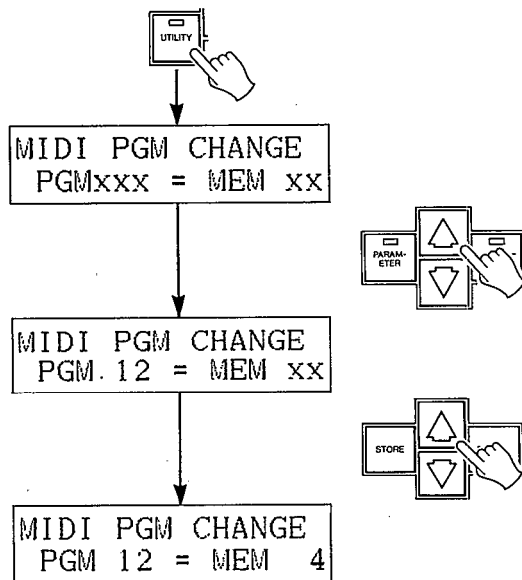 UTILITY
MIDI PGM CHANGE
PGMxxx = MEM xx
PARAM-
ETER
MIDI PGM CHANGE
PGM 12 = MEM xx
STORE
MIDI PGM CHANGE
PGM 12 = MEM 4